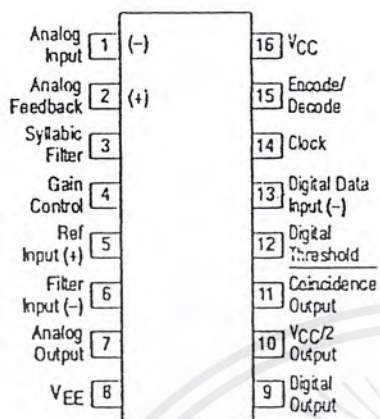 Analog
Input
1
(–)
Analog
Feedback
2
(+)
Syllabic
Filter
3
Gain
Control
4
Ref
Input (+)
5
Filter
Input (–)
6
Analog
Output
7
VEE
8
16
VCC
15
Encode/
Decode
14
Clock
13
Digital Data
Input (–)
12
Digital
Threshold
11
Coincidence
Output
10
VCC/2
Output
9
Digital
Output